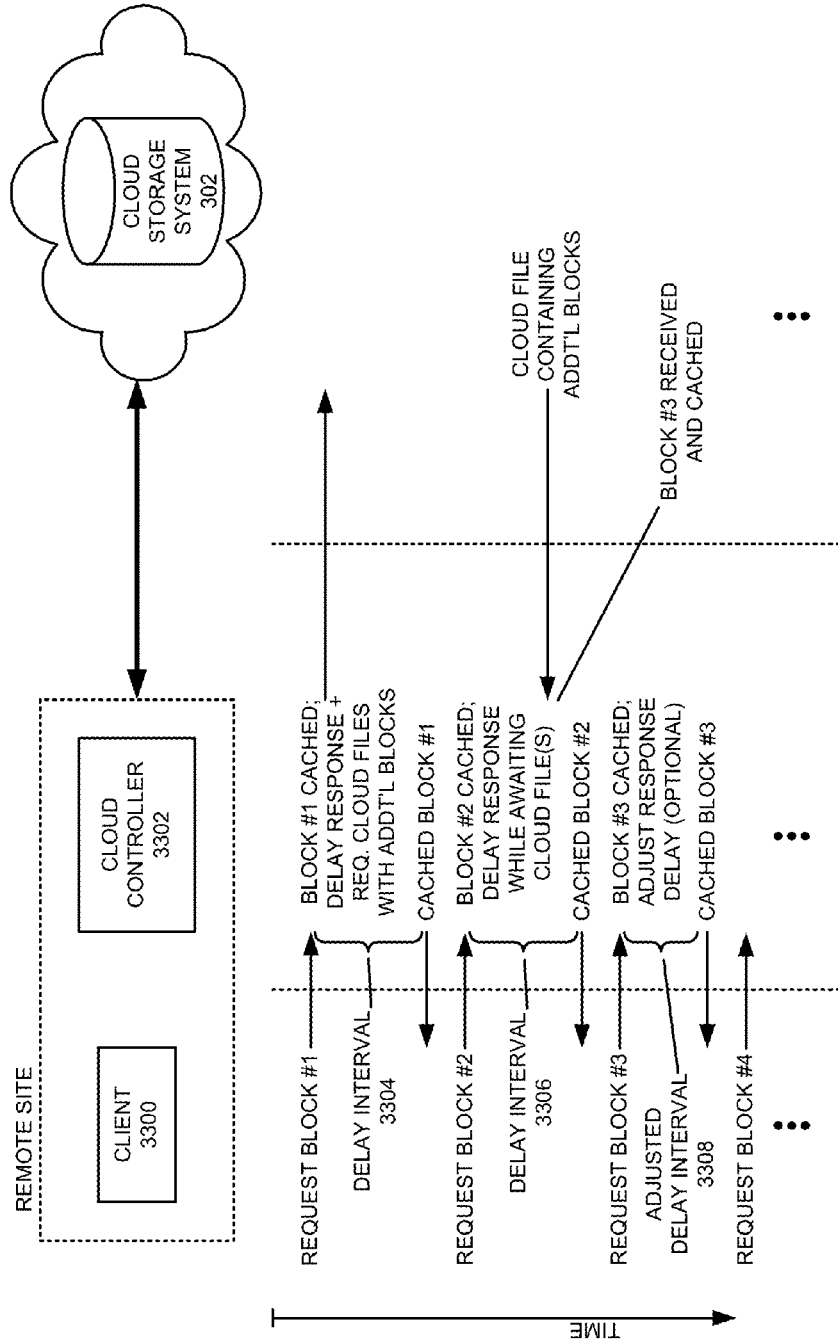 REMOTE SITE
CLIENT
3300
CLOUD
CONTROLLER
3302
CLOUD
STORAGE
SYSTEM
302
TIME
REQUEST BLOCK #1
BLOCK #1 CACHED;
DELAY RESPONSE +
REQ. CLOUD FILES
WITH ADDT'L BLOCKS
DELAY INTERVAL
3304
CACHED BLOCK #1
REQUEST BLOCK #2
BLOCK #2 CACHED;
DELAY RESPONSE
WHILE AWAITING
CLOUD FILE(S)
DELAY INTERVAL
3306
CLOUD FILE
CONTAINING
ADDT'L BLOCKS
CACHED BLOCK #2
BLOCK #3 RECEIVED
AND CACHED
REQUEST BLOCK #3
BLOCK #3 CACHED;
ADJUST RESPONSE
DELAY (OPTIONAL)
ADJUSTED
DELAY INTERVAL
3308
CACHED BLOCK #3
REQUEST BLOCK #4